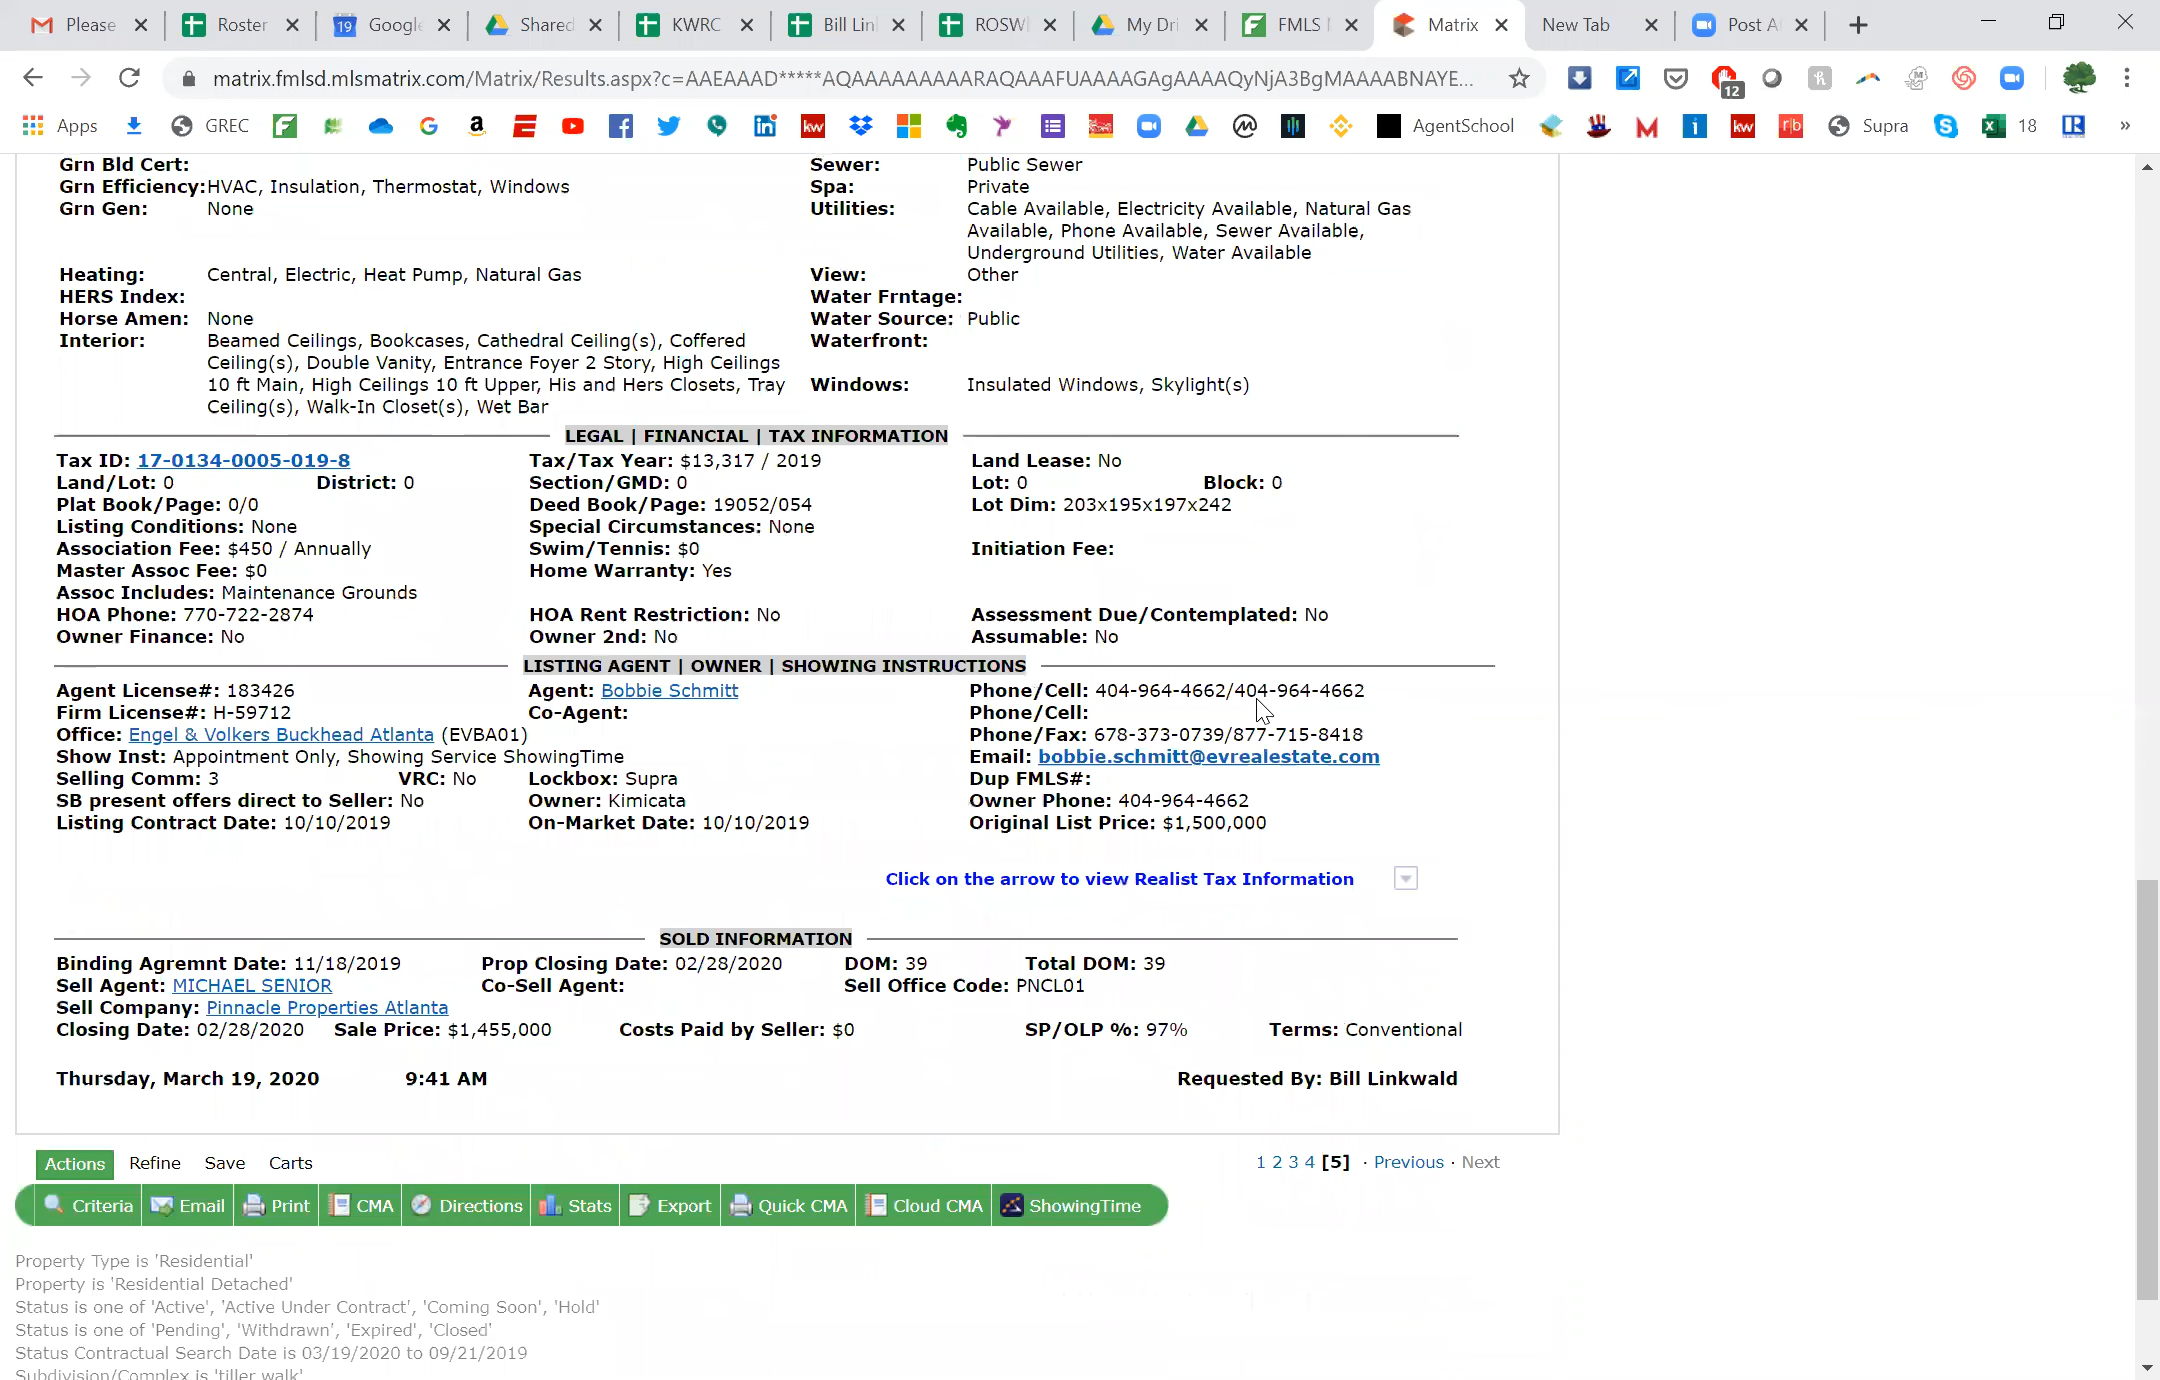 Please
Roster
Google
Shared
KWRC
Bill Lin
ROSW
My Dri
FMLS
Matrix
New Tab
Post A
matrix.fmlsd.mlsmatrix.com/Matrix/Results.aspx?c=AAEAAAD*****AQAAAAAAAAARAQAAAFUAAAAGAgAAAAQyNjA3BgMAAAABNAYE...
12
Apps
GREC
AgentSchool
Supra
18
Grn Bld Cert:
Sewer: Public Sewer
Grn Efficiency: HVAC, Insulation, Thermostat, Windows
Spa: Private
Grn Gen: None
Utilities: Cable Available, Electricity Available, Natural Gas
Available, Phone Available, Sewer Available,
Underground Utilities, Water Available
Heating: Central, Electric, Heat Pump, Natural Gas
View: Other
HERS Index:
Water Frntage:
Horse Amen: None
Water Source: Public
Interior: Beamed Ceilings, Bookcases, Cathedral Ceiling(s), Coffered
Ceiling(s), Double Vanity, Entrance Foyer 2 Story, High Ceilings
10 ft Main, High Ceilings 10 ft Upper, His and Hers Closets, Tray
Ceiling(s), Walk-In Closet(s), Wet Bar
Waterfront:
Windows: Insulated Windows, Skylight(s)
LEGAL | FINANCIAL | TAX INFORMATION
Tax ID: 17-0134-0005-019-8 Tax/Tax Year: $13,317 / 2019 Land Lease: No
Land/Lot: 0 District: 0 Section/GMD: 0 Lot: 0 Block: 0
Plat Book/Page: 0/0 Deed Book/Page: 19052/054 Lot Dim: 203x195x197x242
Listing Conditions: None Special Circumstances: None
Association Fee: $450 / Annually Swim/Tennis: $0 Initiation Fee:
Master Assoc Fee: $0 Home Warranty: Yes
Assoc Includes: Maintenance Grounds
HOA Phone: 770-722-2874 HOA Rent Restriction: No Assessment Due/Contemplated: No
Owner Finance: No Owner 2nd: No Assumable: No
LISTING AGENT | OWNER | SHOWING INSTRUCTIONS
Agent License#: 183426 Agent: Bobbie Schmitt Phone/Cell: 404-964-4662/404-964-4662
Firm License#: H-59712 Co-Agent: Phone/Cell:
Office: Engel & Volkers Buckhead Atlanta (EVBA01) Phone/Fax: 678-373-0739/877-715-8418
Show Inst: Appointment Only, Showing Service ShowingTime Email: bobbie.schmitt@evrealestate.com
Selling Comm: 3 VRC: No Lockbox: Supra Dup FMLS#:
SB present offers direct to Seller: No Owner: Kimicata Owner Phone: 404-964-4662
Listing Contract Date: 10/10/2019 On-Market Date: 10/10/2019 Original List Price: $1,500,000
Click on the arrow to view Realist Tax Information
SOLD INFORMATION
Binding Agremnt Date: 11/18/2019 Prop Closing Date: 02/28/2020 DOM: 39 Total DOM: 39
Sell Agent: MICHAEL SENIOR Co-Sell Agent: Sell Office Code: PNCL01
Sell Company: Pinnacle Properties Atlanta
Closing Date: 02/28/2020 Sale Price: $1,455,000 Costs Paid by Seller: $0 SP/OLP %: 97% Terms: Conventional
Thursday, March 19, 2020 9:41 AM Requested By: Bill Linkwald
Actions Refine Save Carts
1 2 3 4 [5] · Previous · Next
Criteria Email Print CMA Directions Stats Export Quick CMA Cloud CMA ShowingTime
Property Type is 'Residential'
Property is 'Residential Detached'
Status is one of 'Active', 'Active Under Contract', 'Coming Soon', 'Hold'
Status is one of 'Pending', 'Withdrawn', 'Expired', 'Closed'
Status Contractual Search Date is 03/19/2020 to 09/21/2019
Subdivision/Complex is 'tiller walk'